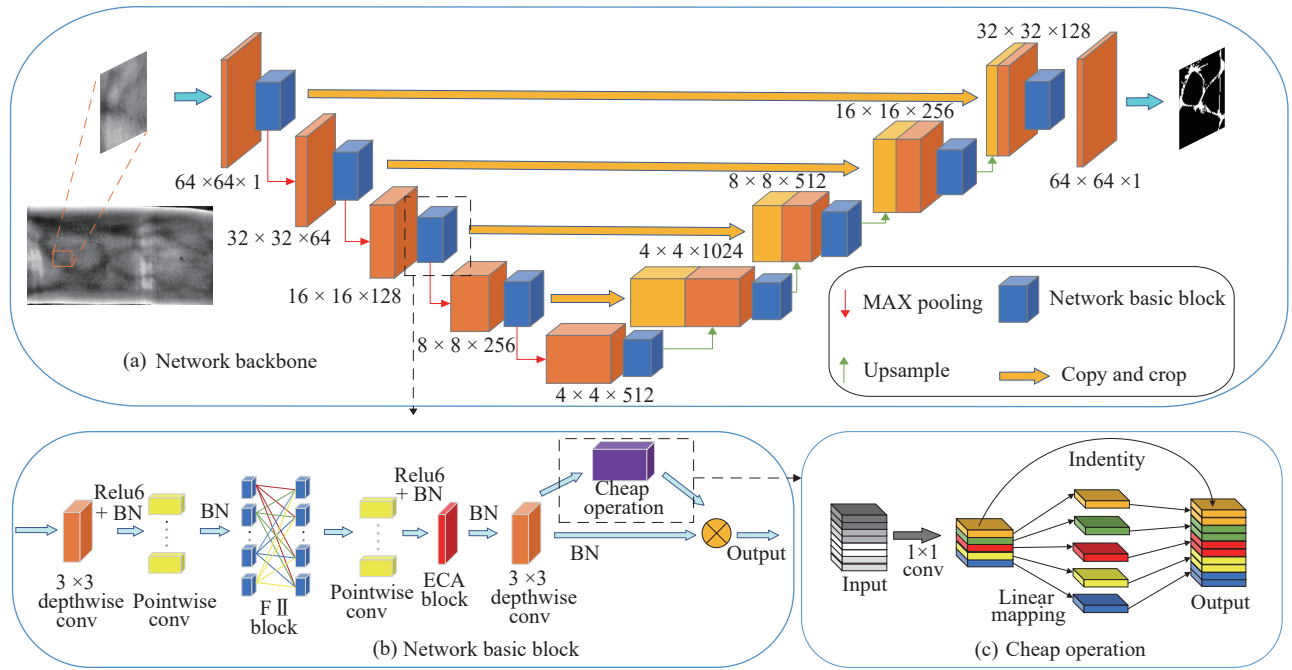 32 × 32 ×128
16 × 16 × 256
64 ×64× 1
8 × 8 × 512
64 × 64 ×1
32 × 32 ×64
4 × 4 ×1024
16 × 16 ×128
MAX pooling
Network basic block
8 × 8 × 256
(a) Network backbone
Upsample
Copy and crop
4 × 4 × 512
Relu6
+ BN
BN
Relu6
+ BN
BN
Cheap
operation
BN
Output
3 ×3
depthwise
conv
Pointwise
conv
F Ⅱ
block
Pointwise
conv
ECA
block
3 ×3
depthwise
conv
(b) Network basic block
Indentity
1×1
conv
Input
Linear
mapping
Output
(c) Cheap operation